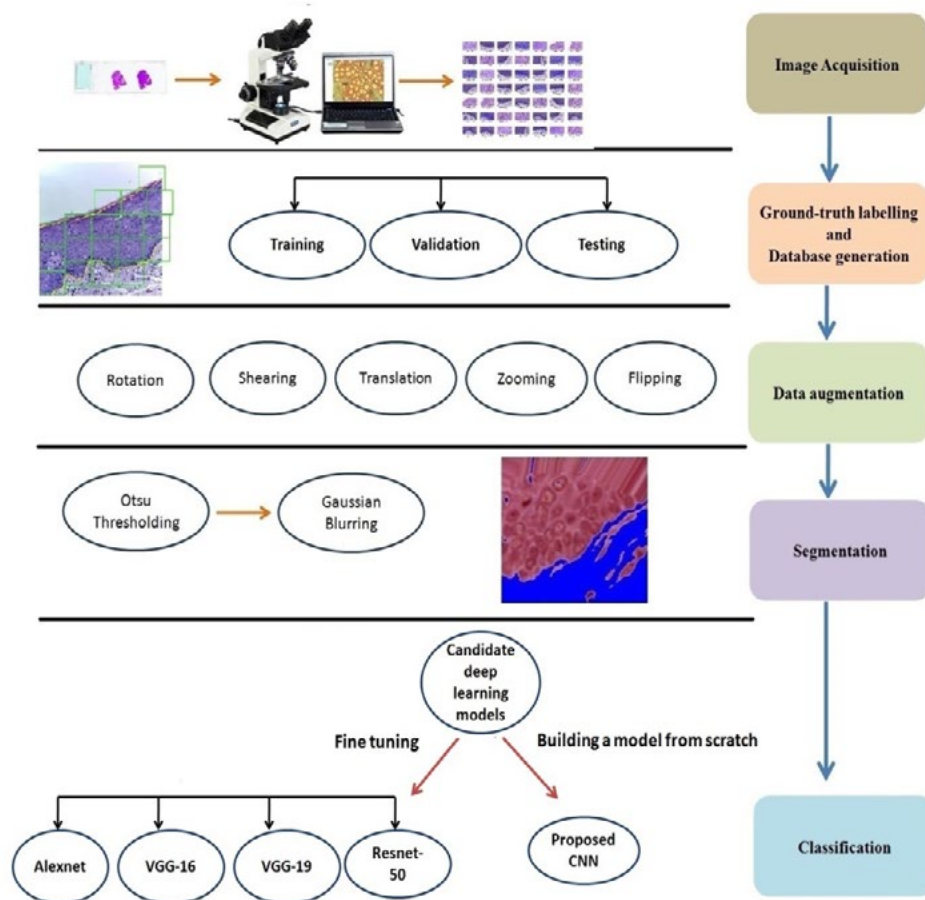 Image Acquisition
Training
Validation
Testing
Ground-truth labelling
and
Database generation
Rotation
Shearing
Translation
Zooming
Flipping
Data augmentation
Otsu
Thresholding
Gaussian
Blurring
Segmentation
Candidate
deep
learning
models
Fine tuning
Building a model from scratch
Alexnet
VGG-16
VGG-19
Resnet-
50
Proposed
CNN
Classification